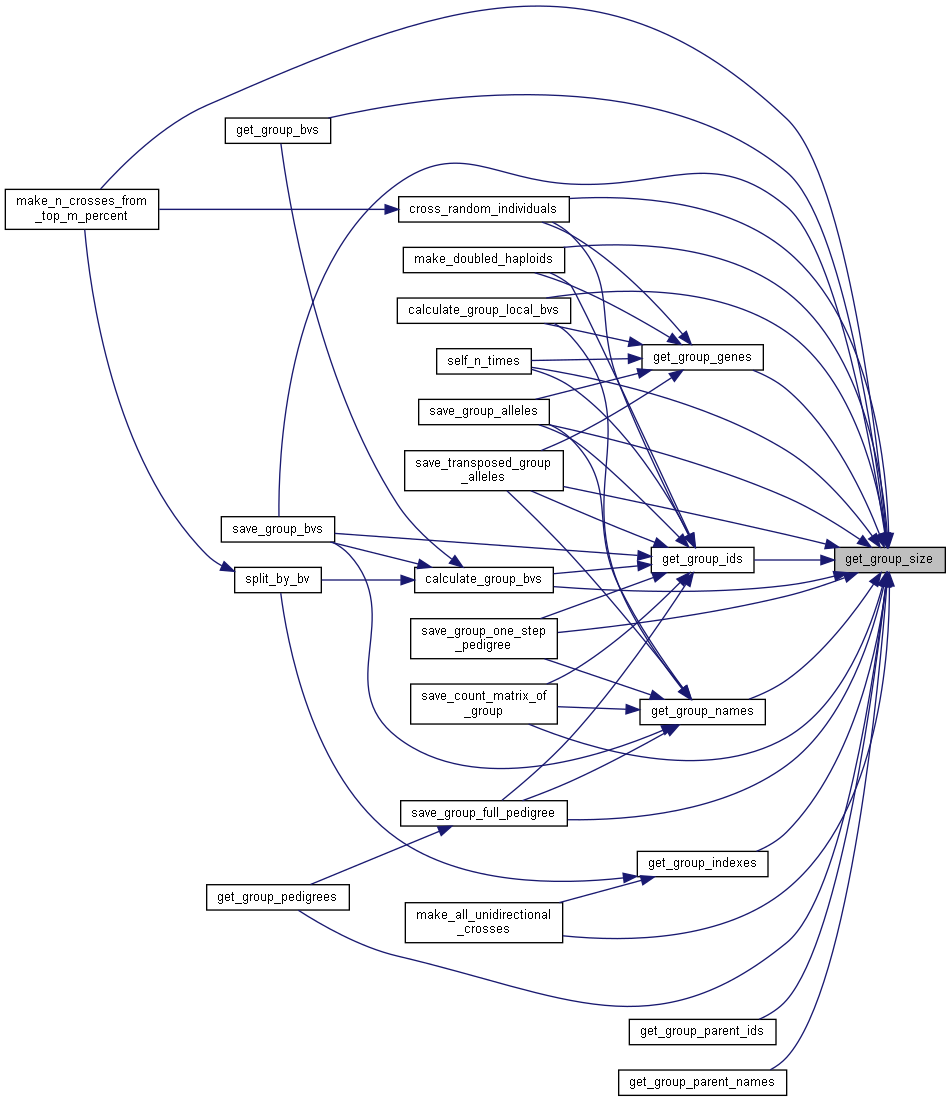 get_group_bvs
make_n_crosses_from
_top_m_percent
cross_random_individuals
make_doubled_haploids
calculate_group_local_bvs
get_group_genes
self_n_times
save_group_alleles
save_transposed_group
_alleles
save_group_bvs
get_group_ids
get_group_size
split_by_bv
calculate_group_bvs
save_group_one_step
_pedigree
save_count_matrix_of
_group
get_group_names
save_group_full_pedigree
get_group_indexes
get_group_pedigrees
make_all_unidirectional
_crosses
get_group_parent_ids
get_group_parent_names